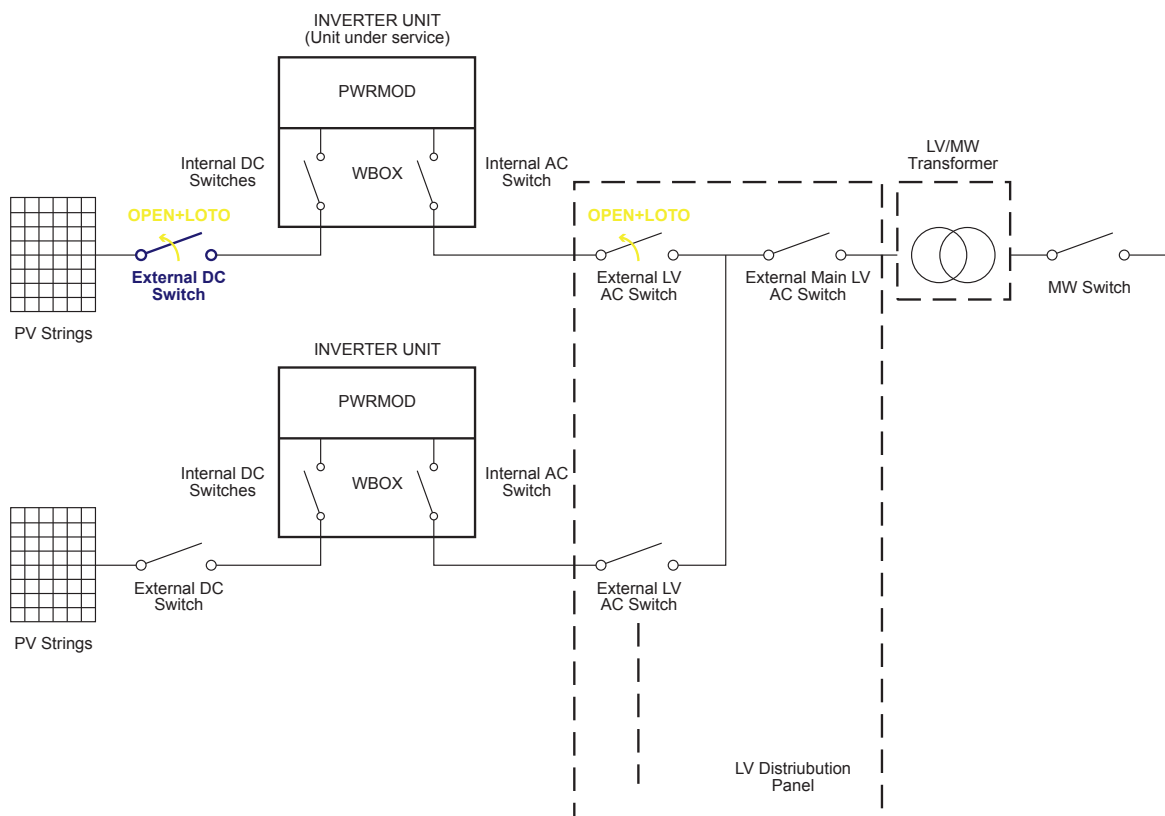 INVERTER UNIT
(Unit under service)
PWRMOD
Internal DC
Switches
WBOX
Internal AC
Switch
LV/MW
Transformer
OPEN+LOTO
External DC
Switch
PV Strings
OPEN+LOTO
External LV
AC Switch
External Main LV
AC Switch
MW Switch
INVERTER UNIT
PWRMOD
Internal DC
Switches
WBOX
Internal AC
Switch
External DC
Switch
PV Strings
External LV
AC Switch
LV Distriubution
Panel